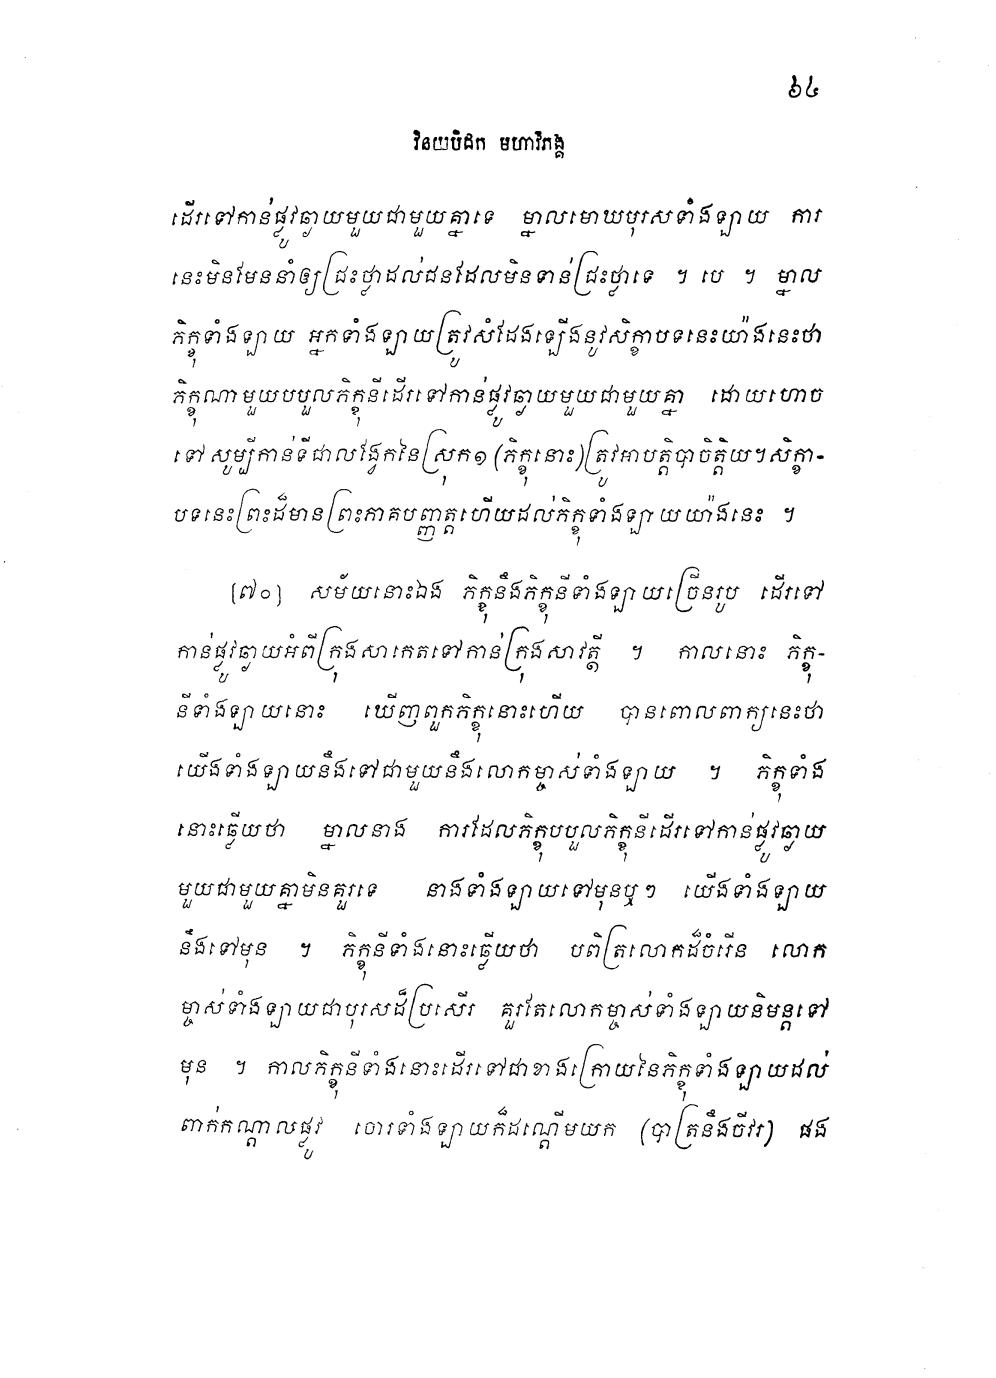 ៦៤
វិនយបិដក មហាវិភង្គ
ដើរទៅកាន់ផ្លូវឆ្ងាយមួយជាមួយគ្នាទេ ម្នាលមោឃបុរសទាំងឡាយ ការ
នេះមិនមែននាំឲ្យជ្រះថ្លាដល់ជនដែលមិនទាន់ជ្រះថ្លាទេ ។ បេ ។ ម្នាល
ភិក្ខុទាំងឡាយ អ្នកទាំងឡាយត្រូវសំដែងឡើងនូវសិក្ខាបទនេះយ៉ាងនេះថា
ភិក្ខុណាមួយបបួលភិក្ខុនីដើរទៅកាន់ផ្លូវឆ្ងាយមួយជាមួយគ្នា ដោយហោច
ទៅ សូម្បីកាន់ទីជាលង្វែកនៃស្រុក១ (ភិក្ខុនោះ)ត្រូវអាបត្តិបាចិត្តិយ។សិក្ខា-
បទនេះព្រះដ៏មានព្រះភាគបញ្ញត្តហើយដល់ភិក្ខុទាំងឡាយយ៉ាងនេះ ។
[៧០] សម័យនោះឯង ភិក្ខុនឹងភិក្ខុនីទាំងឡាយច្រើនរូប ដើរទៅ
កាន់ផ្លូវឆ្ងាយអំពីក្រុងសាកេតទៅកាន់ក្រុងសាវត្ថី ។ កាលនោះ ភិក្ខុ-
នីទាំងឡាយនោះ ឃើញពួកភិក្ខុនោះហើយ បានពោលពាក្យនេះថា
យើងទាំងឡាយនឹងទៅជាមួយនឹងលោកម្ចាស់ទាំងឡាយ ។ ភិក្ខុទាំង
នោះឆ្លើយថា ម្នាលនាង ការដែលភិក្ខុបបួលភិក្ខុនីដើរទៅកាន់ផ្លូវឆ្ងាយ
មួយជាមួយគ្នាមិនគួរទេ នាងទាំងឡាយទៅមុនឬៗ យើងទាំងឡាយ
នឹងទៅមុន ។ ភិក្ខុនីទាំងនោះឆ្លើយថា បពិត្រលោកដ៏ចំរើន លោក
ម្ចាស់ទាំងឡាយជាបុរសដ៏ប្រសើរ គួរតែលោកម្ចាស់ទាំងឡាយនិមន្តទៅ
មុន ។ កាលភិក្ខុនីទាំងនោះដើរទៅជាខាងក្រោយនៃភិក្ខុទាំងឡាយដល់
ពាក់កណ្តាលផ្លូវ ចោរទាំងឡាយក៏ដណ្តើមយក (បាត្រនឹងចីវរ) ផង